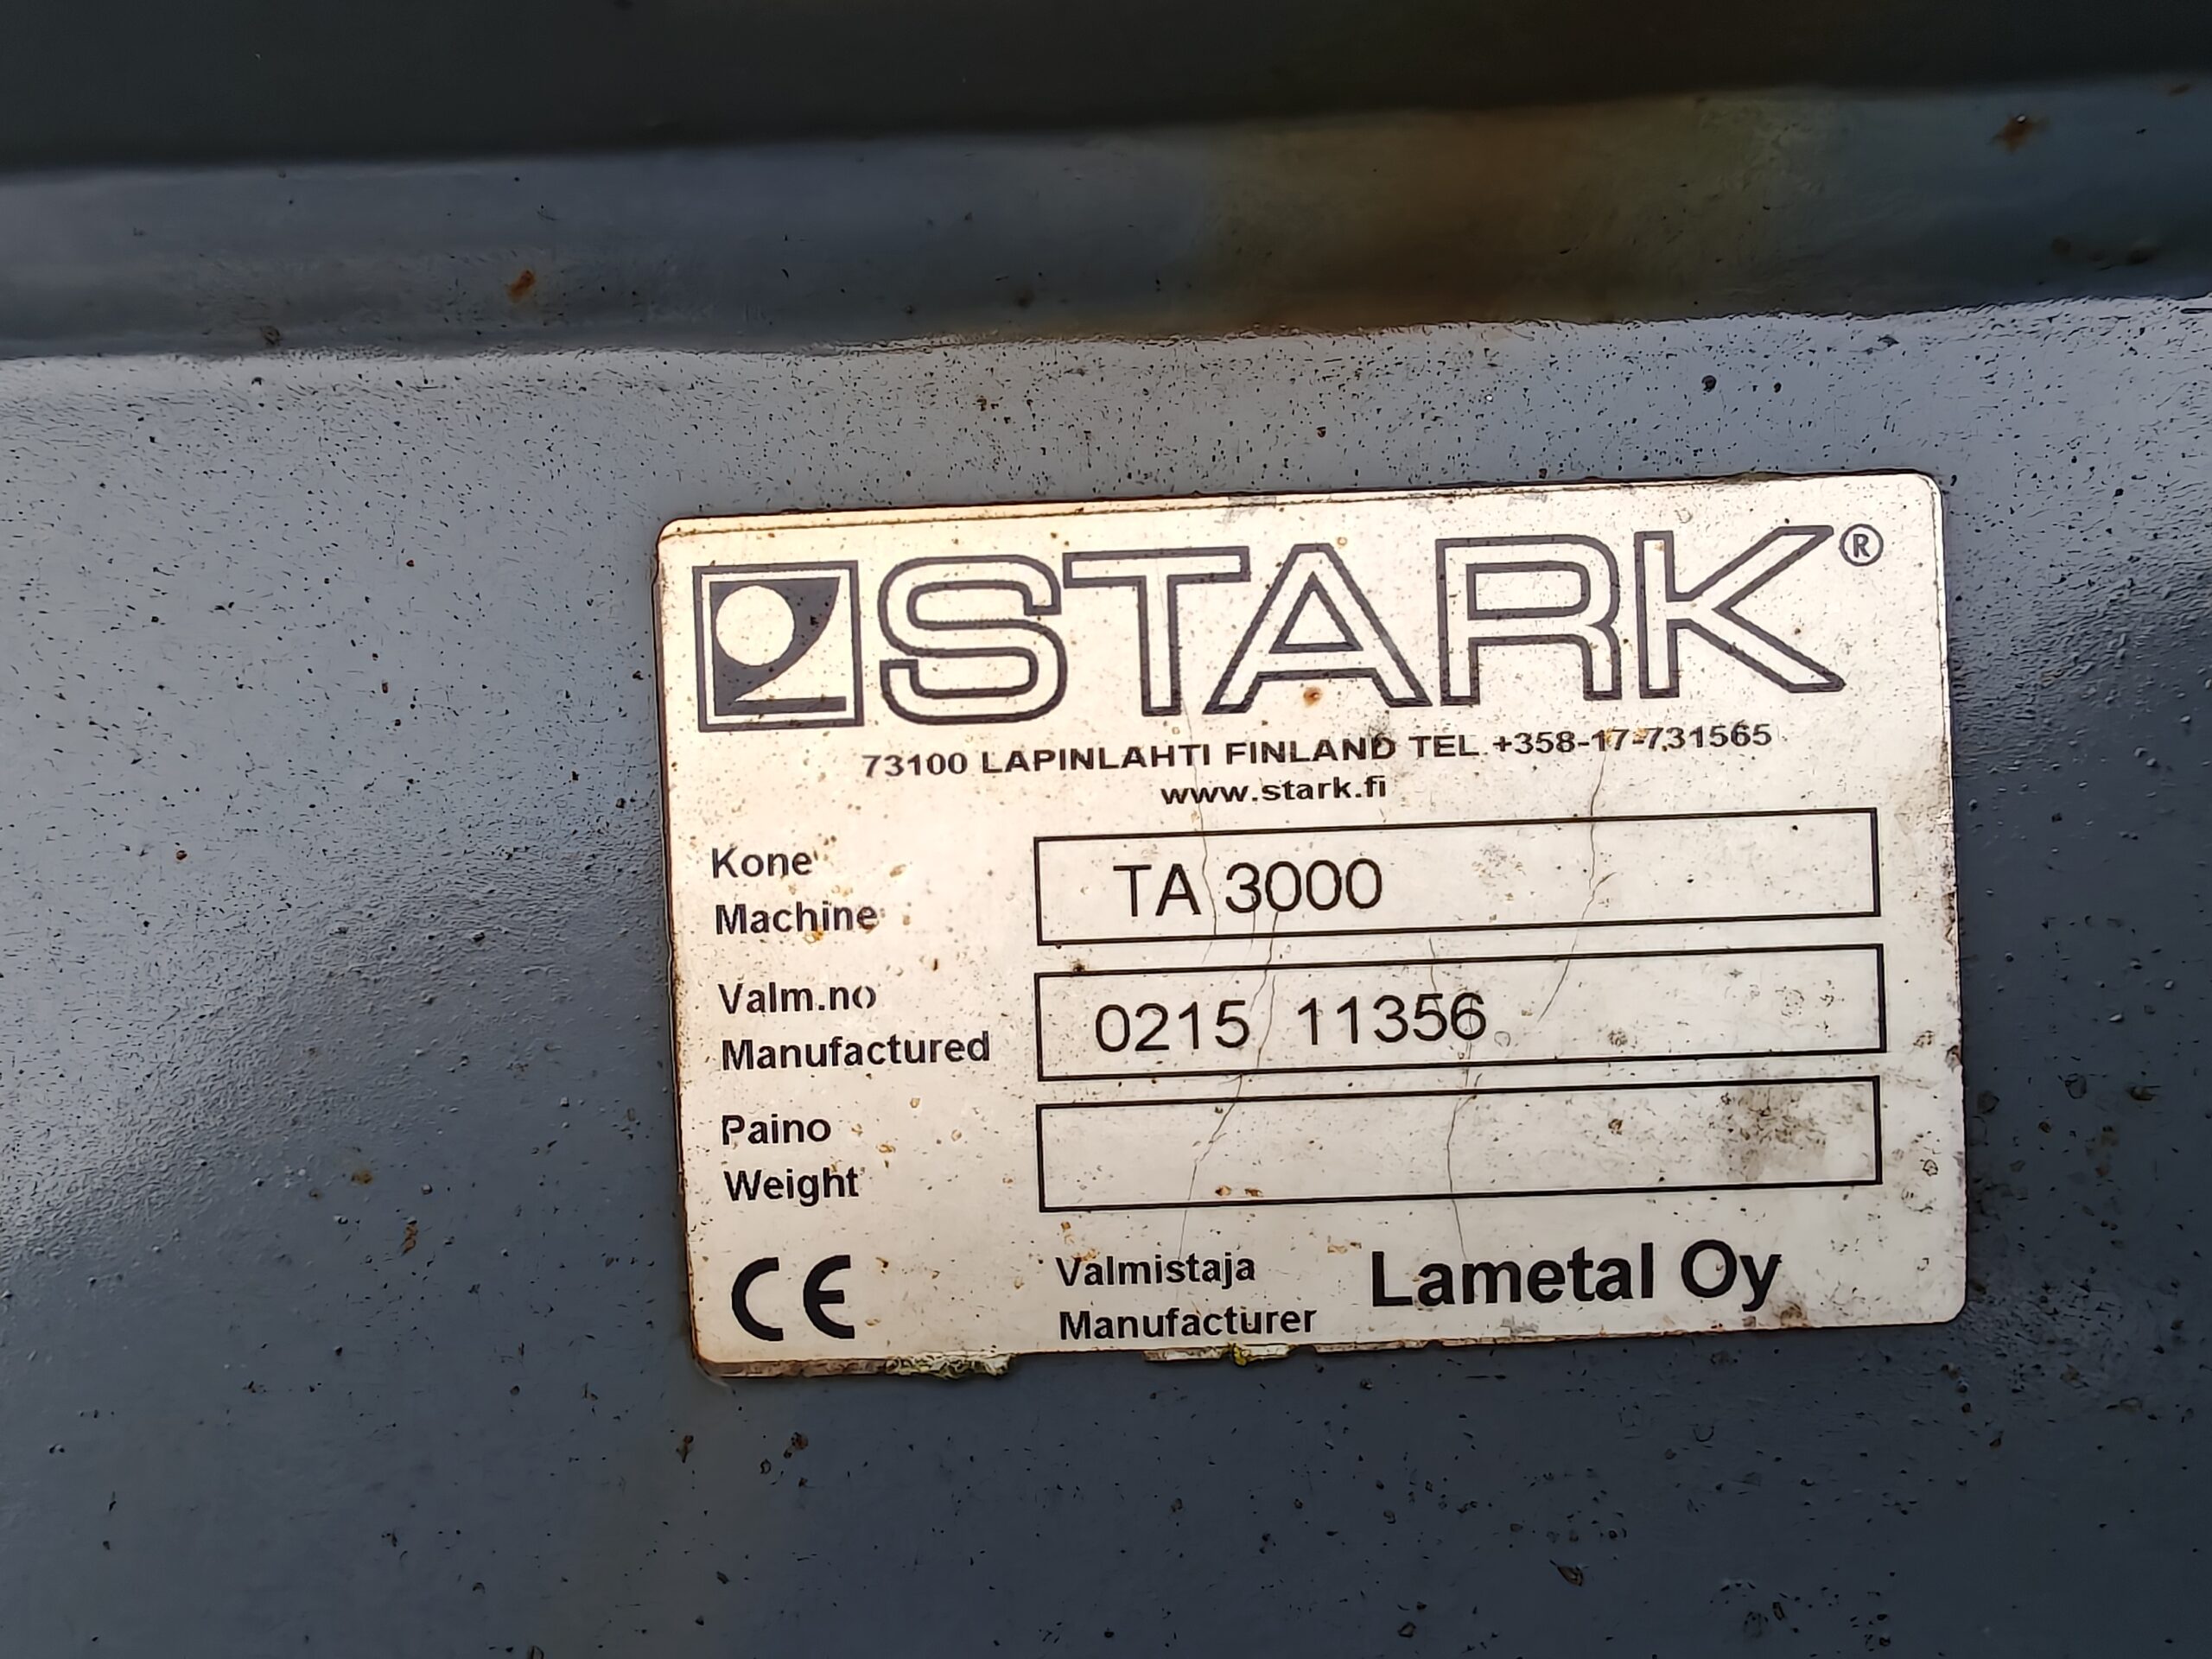 STARK®
73100 LAPINLAHTI FINLAND TEL.+358-17-731565
www.stark.fi
Kone
Machine
TA 3000
Valm.no
Manufactured
0215 11356
Paino
Weight
CE
Valmistaja
Manufacturer
Lametal Oy